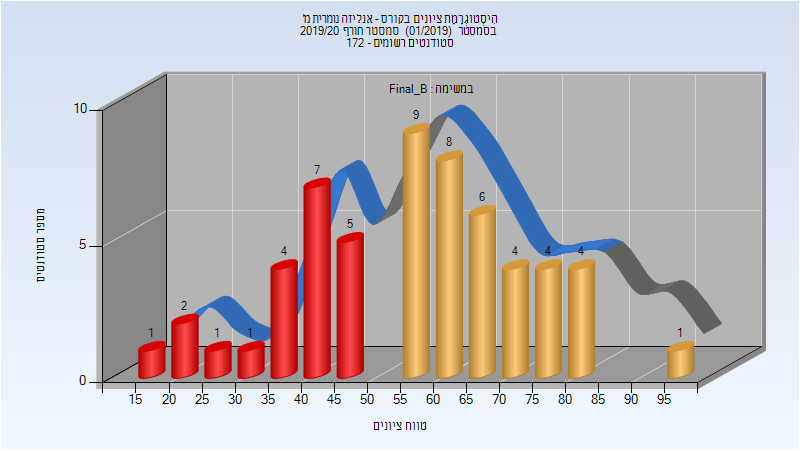 היסטוגרמת ציונים בקורס - אנליזה נומרית מ'
בסמסטר (01/2019) סמסטר חורף 2019/20
סטודנטים רשומים - 172
במשימה : Final_B
מספר סטודנטים
10
5
0
1
2
1
1
4
7
5
9
8
6
4
4
4
1
15 20 25 30 35 40 45 50 55 60 65 70 75 80 85 90 95
טווח ציונים